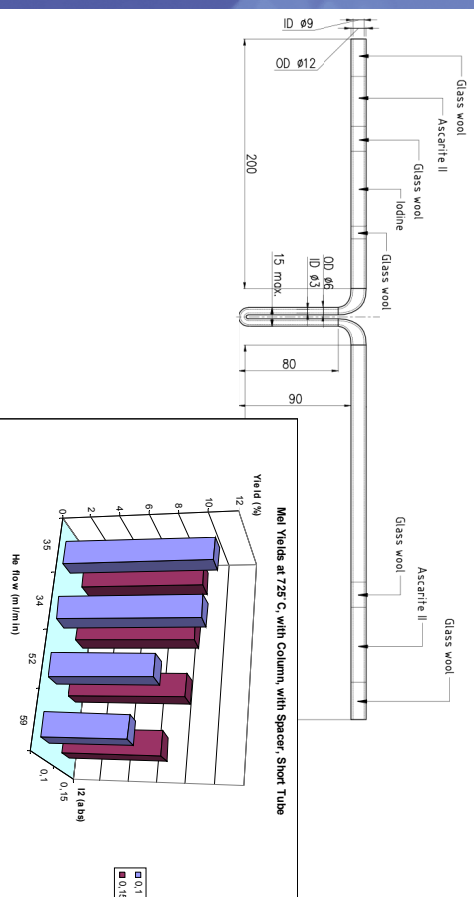 ID ø9
OD ø12
Glass wool
Ascarite II
Glass wool
Iodine
Glass wool
200
15 max.
ID ø3
OD ø6
80
90
Glass wool
Ascarite II
Glass wool
MeI Yields at 725°C, with Column, with Spacer, Short Tube
Yield (%)
12
10
8
6
4
2
0
35
34
52
59
He flow (ml/min)
0,1
0,15
I2 (abs)
0,1